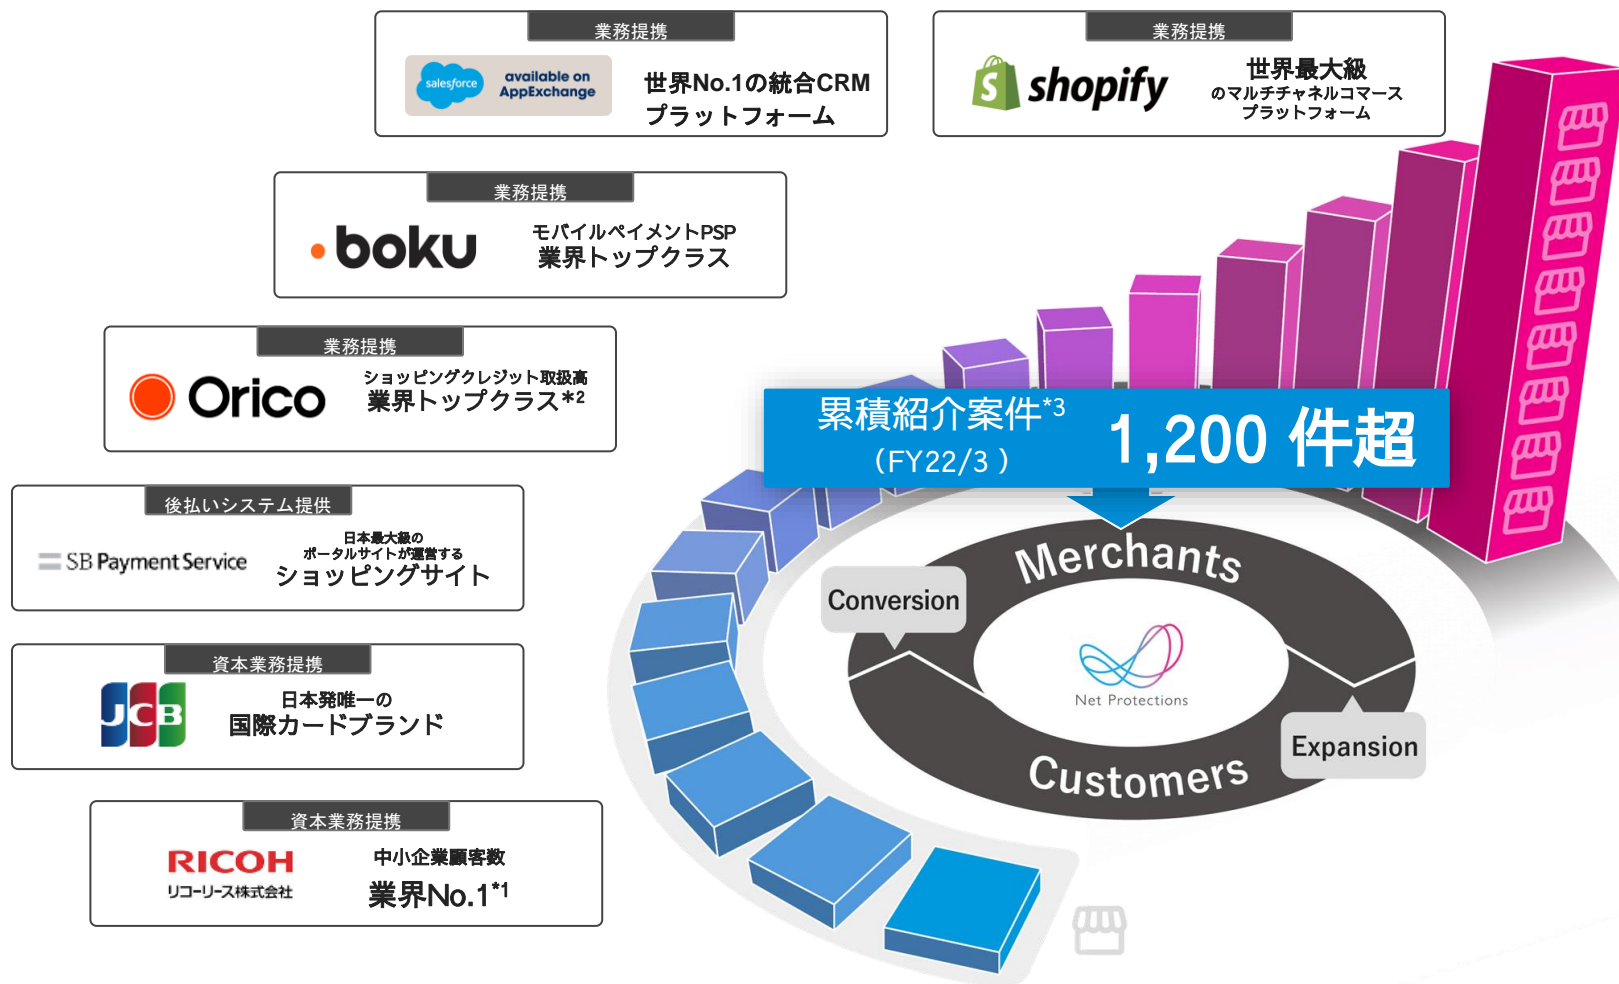 業務提携
salesforce
available on
AppExchange
世界No.1の統合CRM
プラットフォーム
業務提携
shopify
世界最大級
のマルチチャネルコマース
プラットフォーム
業務提携
boku
モバイルペイメントPSP
業界トップクラス
業務提携
Orico
ショッピングクレジット取扱高
業界トップクラス*2
後払いシステム提供
SB Payment Service
日本最大級の
ポータルサイトが運営する
ショッピングサイト
資本業務提携
JCB
日本発唯一の
国際カードブランド
資本業務提携
RICOH
リコーリース株式会社
中小企業顧客数
業界No.1*1
累積紹介案件*3
（FY22/3 ）
1,200 件超
Merchants
Conversion
Net Protections
Expansion
Customers